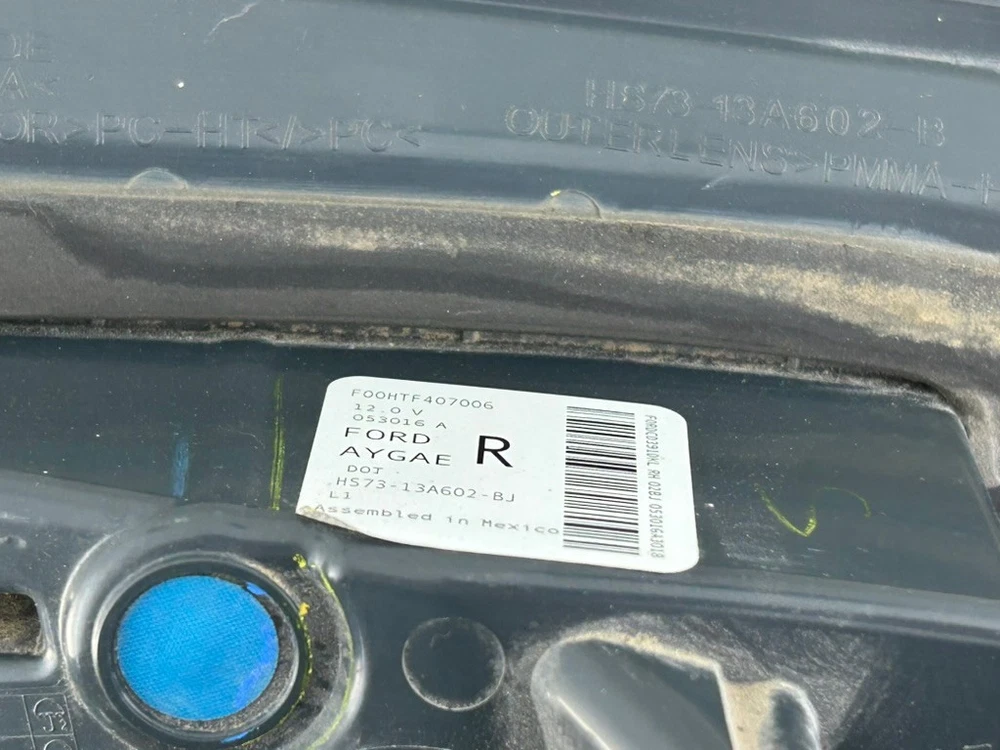 DE
A<
OR>PC-HT</>PC<
HS73-13A602-B
OUTERLENS>PMMA-
F00HTF407006
12.0 V
053016 A
FORD
AYGAE
R
DOT
HS73-13A602-BJ
L1
Assembled in Mexico